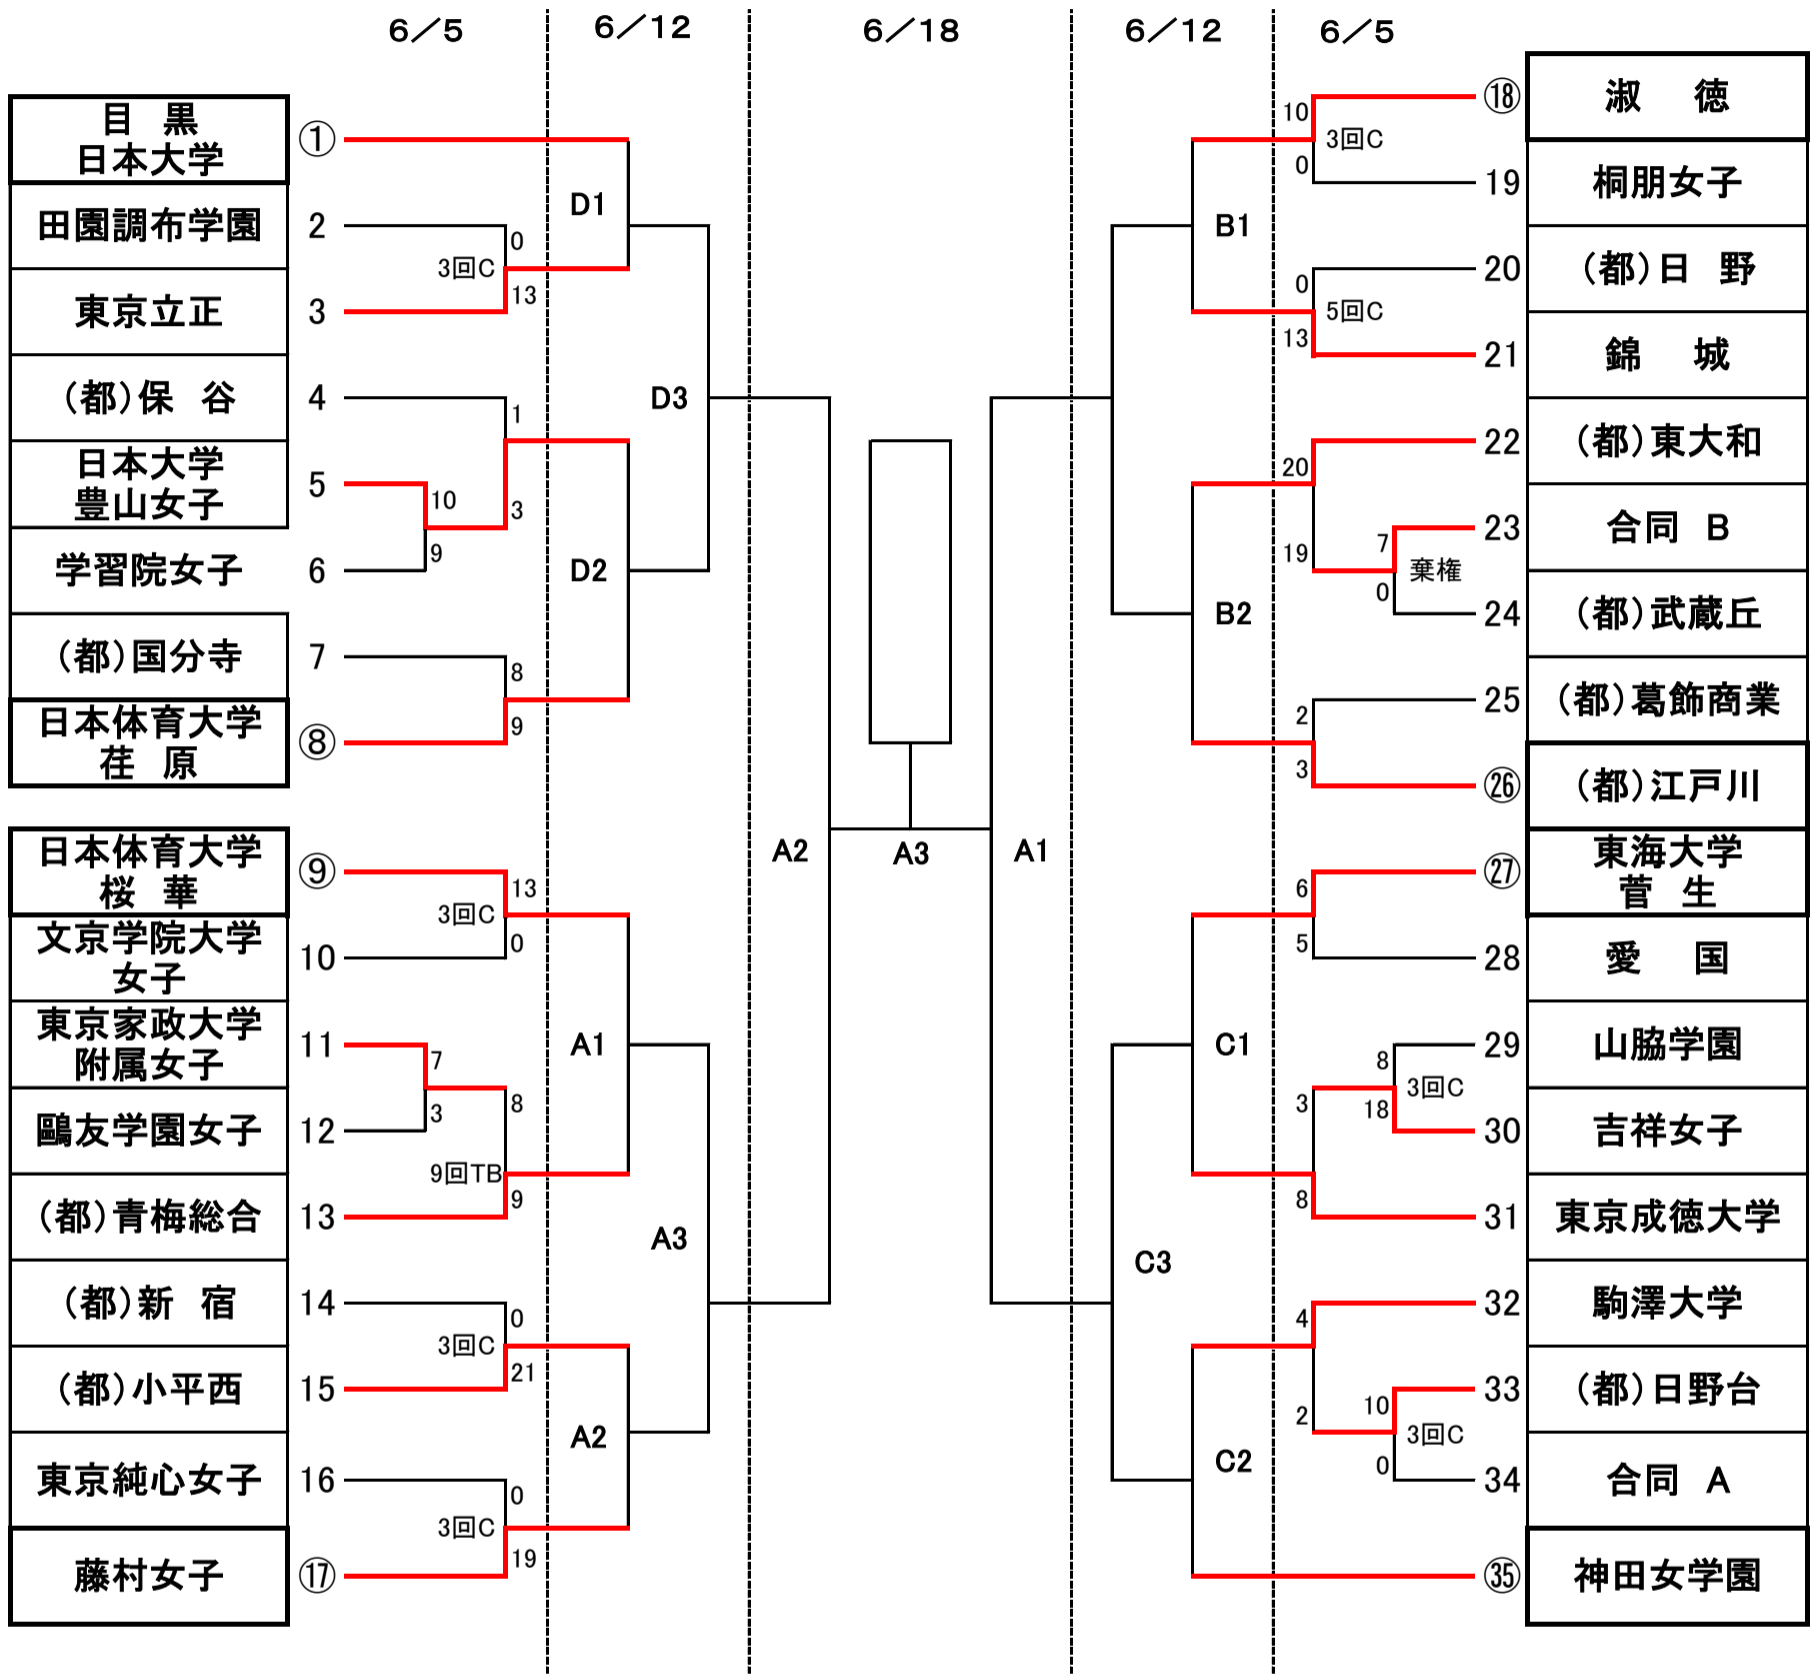 6／5
6／12
6／18
6／12
6／5
目　黒
日本大学
①
田園調布学園
2
0
3回C
13
東京立正
3
D1
(都)保　谷
4
1
日本大学
豊山女子
5
10
3
9
学習院女子
6
D3
D2
(都)国分寺
7
8
9
日本体育大学
荏　原
⑧
日本体育大学
桜　華
⑨
13
3回C
0
文京学院大学
女子
10
東京家政大学
附属女子
11
7
3
8
A1
鷗友学園女子
12
9回TB
9
(都)青梅総合
13
A3
(都)新　宿
14
0
3回C
21
(都)小平西
15
A2
東京純心女子
16
0
3回C
19
藤村女子
⑰
A2
A3
A1
⑱
淑　徳
10
3回C
0
19
桐朋女子
B1
20
(都)日　野
0
5回C
13
21
錦　城
22
(都)東大和
20
23
合同　B
7
19
棄権
0
24
(都)武蔵丘
B2
25
(都)葛飾商業
2
3
㉖
(都)江戸川
㉗
東海大学
菅　生
6
5
28
愛　国
C1
29
山脇学園
8
3回C
18
3
30
吉祥女子
8
31
東京成徳大学
C3
32
駒澤大学
4
33
(都)日野台
10
2
3回C
0
34
合同　A
C2
㉟
神田女学園